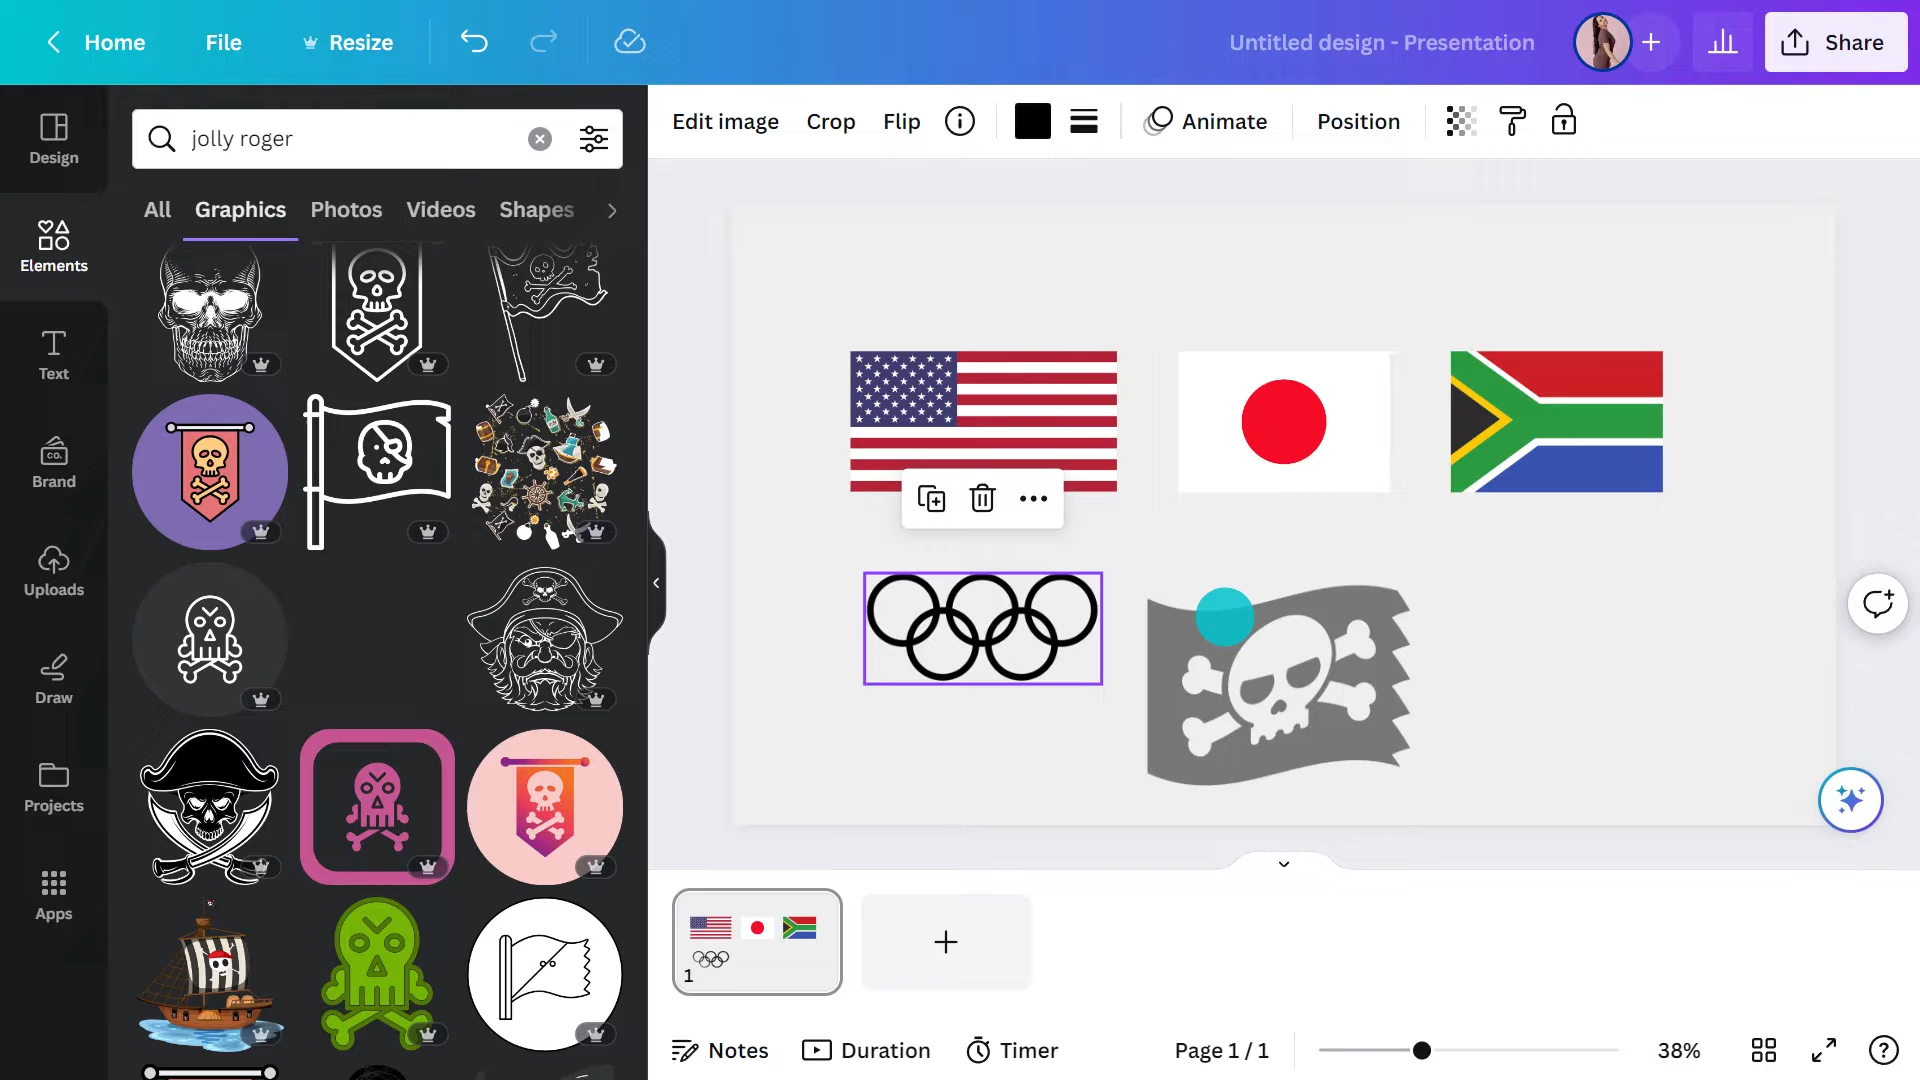 Home
File
Resize
Untitled design - Presentation
Share
Design
Elements
Text
Brand
CO.
Uploads
Draw
Projects
Apps
jolly roger
All
Graphics
Photos
Videos
Shapes
Edit image
Crop
Flip
Animate
Position
1
Notes
Duration
Timer
Page 1 / 1
38%